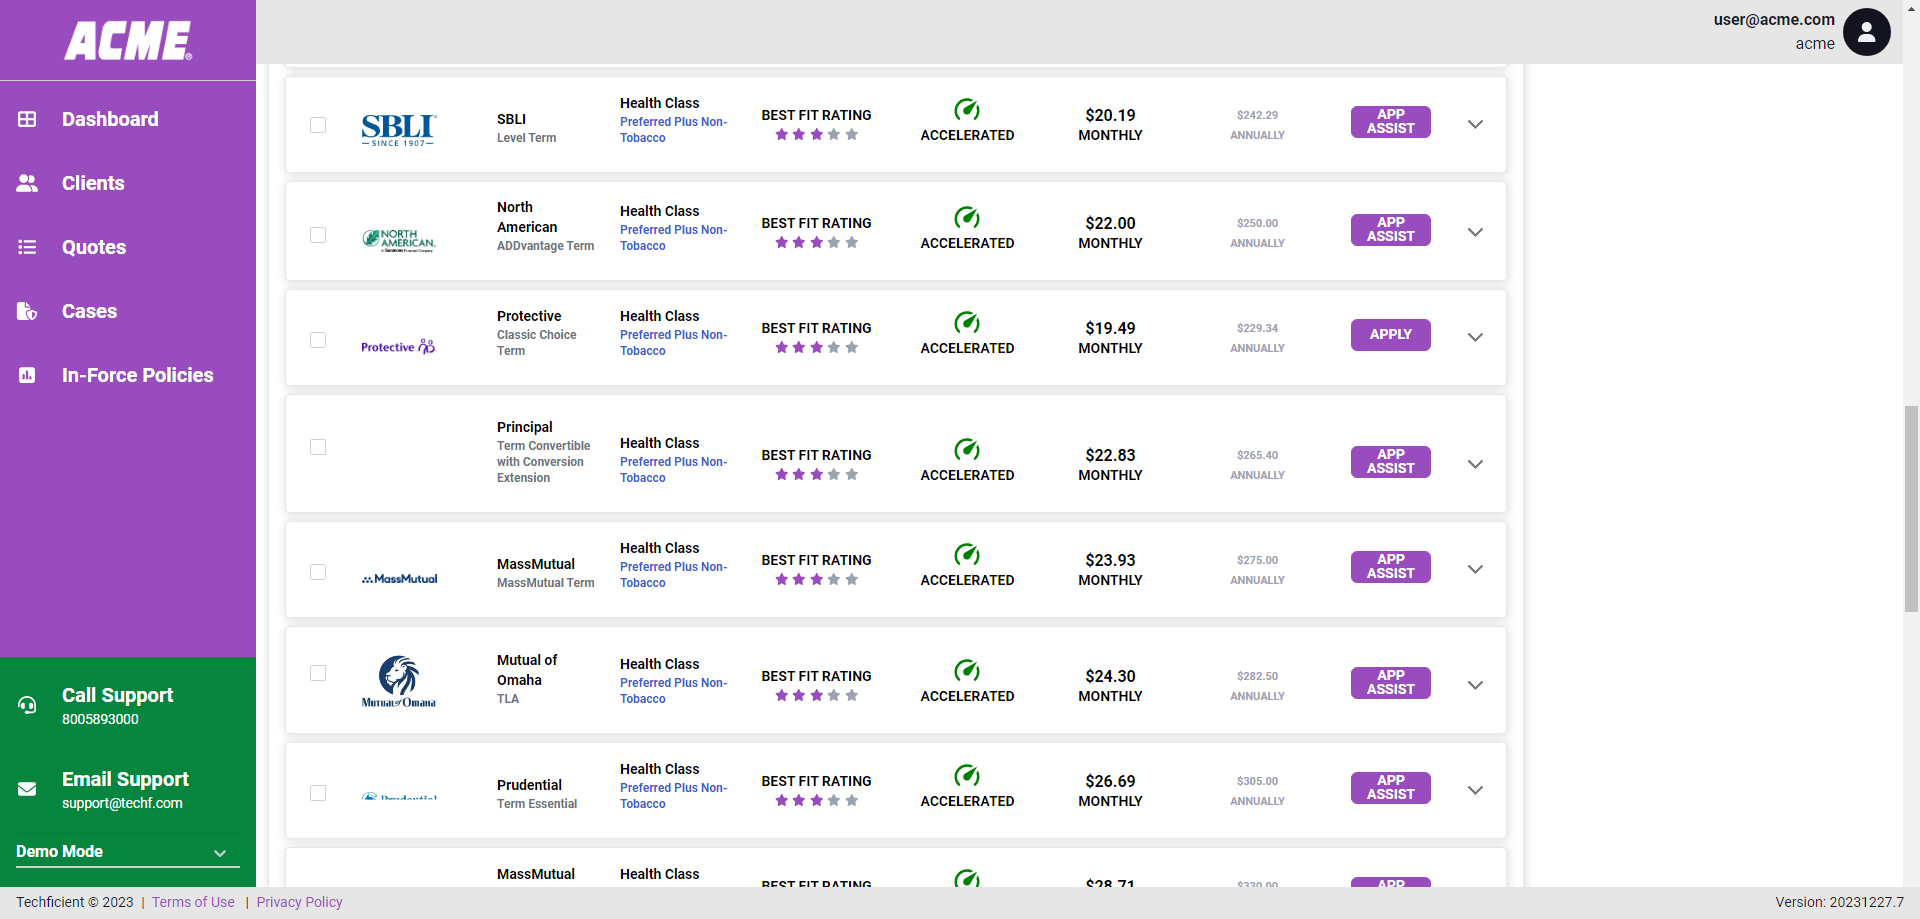 ACME
user@acme.com
acme
Dashboard
Clients
Quotes
Cases
In-Force Policies
Call Support
8005893000
Email Support
support@techf.com
Demo Mode
SBLI
SINCE 1907
SBLI
Level Term
Health Class
Preferred Plus Non-
Tobacco
BEST FIT RATING
ACCELERATED
$20.19
MONTHLY
$242.29
ANNUALLY
APP
ASSIST
NORTH
AMERICAN.
North
American
ADDvantage Term
Health Class
Preferred Plus Non-
Tobacco
BEST FIT RATING
ACCELERATED
$22.00
MONTHLY
$250.00
ANNUALLY
APP
ASSIST
Protective
Protective
Classic Choice
Term
Health Class
Preferred Plus Non-
Tobacco
BEST FIT RATING
ACCELERATED
$19.49
MONTHLY
$229.34
ANNUALLY
APPLY
Principal
Term Convertible
with Conversion
Extension
Health Class
Preferred Plus Non-
Tobacco
BEST FIT RATING
ACCELERATED
$22.83
MONTHLY
$265.40
ANNUALLY
APP
ASSIST
MassMutual
MassMutual
MassMutual Term
Health Class
Preferred Plus Non-
Tobacco
BEST FIT RATING
ACCELERATED
$23.93
MONTHLY
$275.00
ANNUALLY
APP
ASSIST
Mutual of Omaha
Mutual of
Omaha
TLA
Health Class
Preferred Plus Non-
Tobacco
BEST FIT RATING
ACCELERATED
$24.30
MONTHLY
$282.50
ANNUALLY
APP
ASSIST
Prudential
Prudential
Term Essential
Health Class
Preferred Plus Non-
Tobacco
BEST FIT RATING
ACCELERATED
$26.69
MONTHLY
$305.00
ANNUALLY
APP
ASSIST
MassMutual
Health Class
BEST FIT RATING
$28.71
$330.00
APP
Techficient © 2023 | Terms of Use | Privacy Policy
Version: 20231227.7